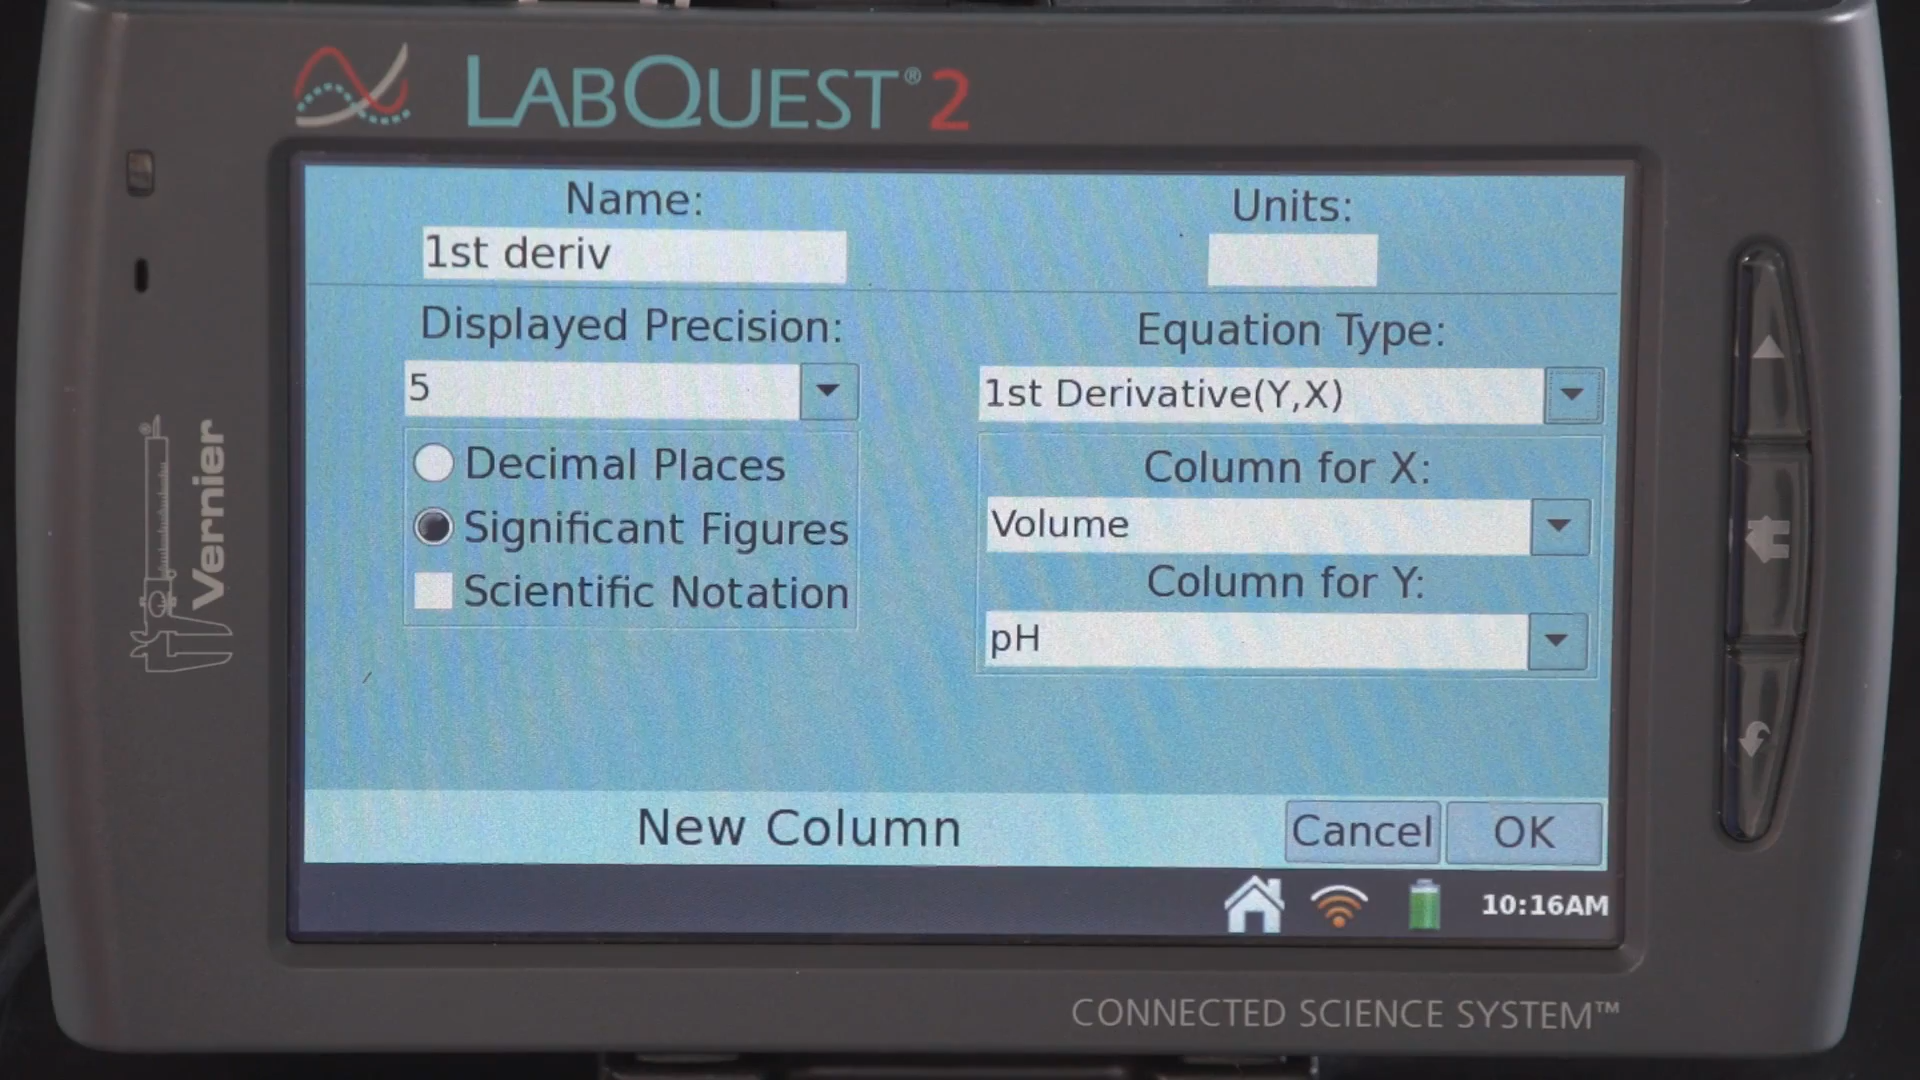 LABQUEST® 2
Name:
Units:
1st deriv
Displayed Precision:
Equation Type:
5
1st Derivative(Y,X)
Decimal Places
Column for X:
Significant Figures
Volume
Scientific Notation
Column for Y:
pH
New Column
Cancel
OK
10:16AM
Vernier®
CONNECTED SCIENCE SYSTEM™